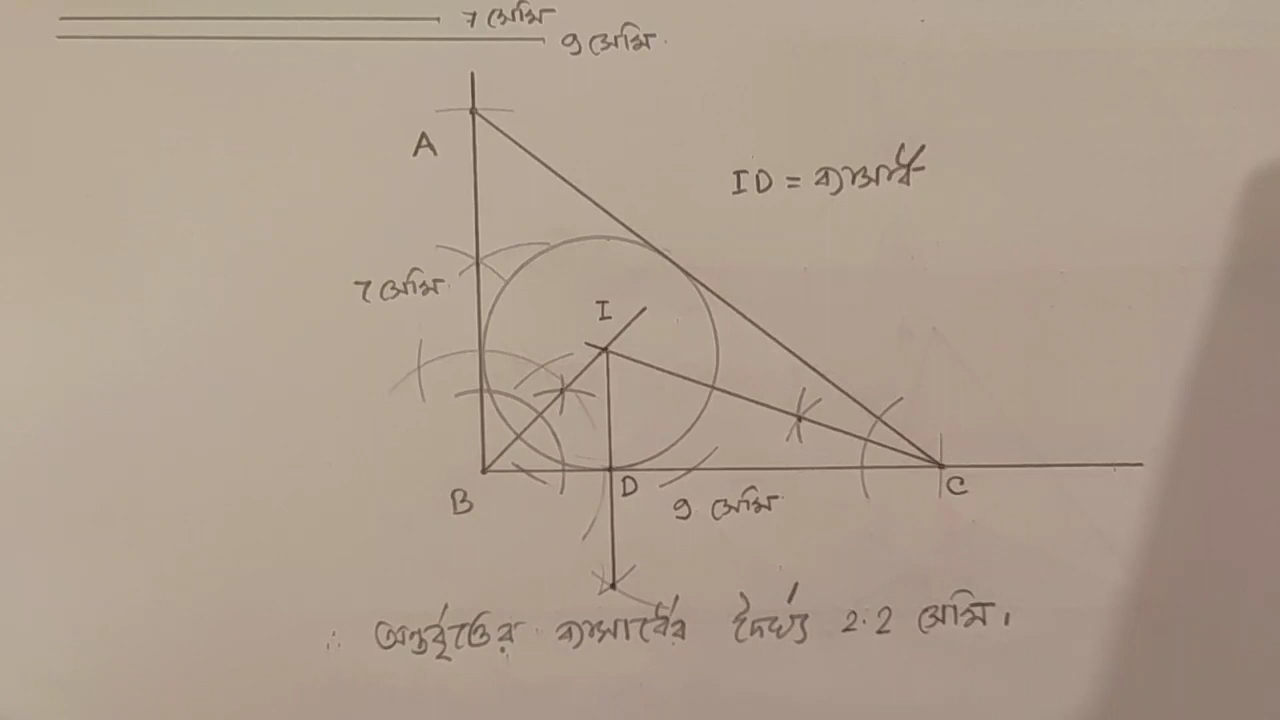 7 সেমি
9 সেমি.
A
ID = ব্যাসার্ধ
7 সেমি.
I
B
D
C
9 সেমি.
∴ অন্তর্বৃত্তের ব্যাসার্ধের দৈর্ঘ্য 2.2 সেমি।